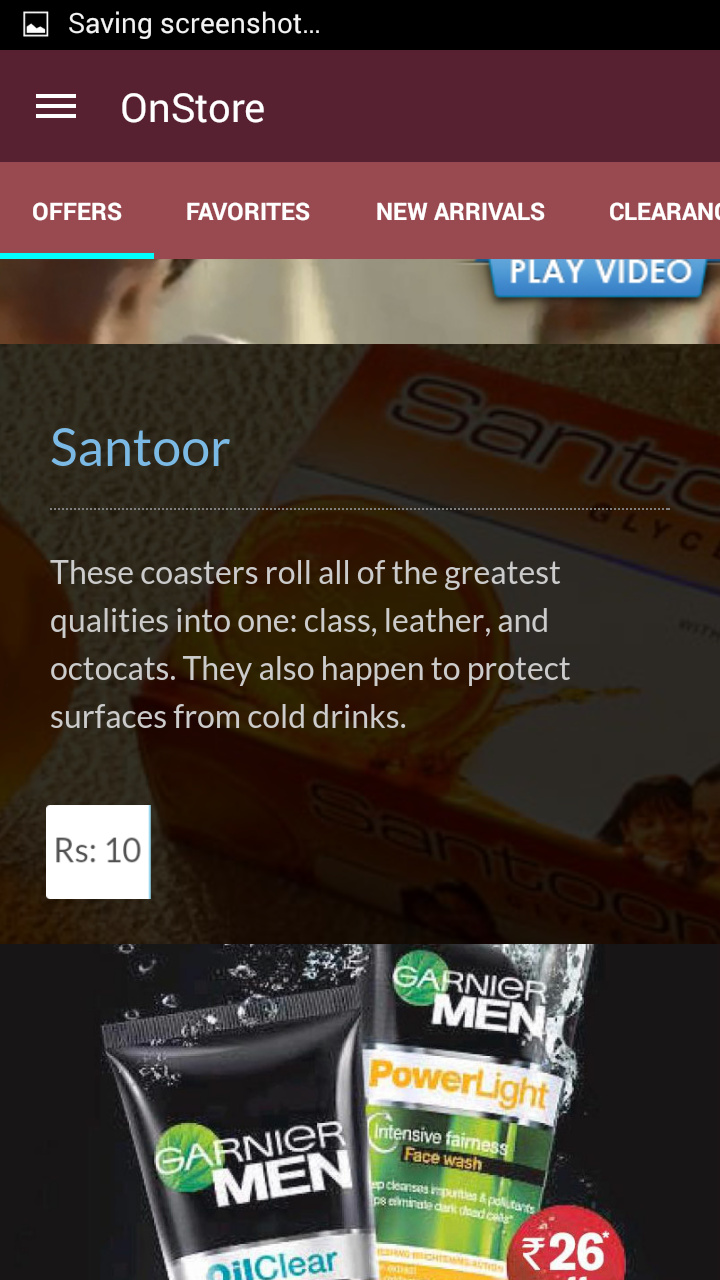 Saving screenshot...
OnStore
OFFERS FAVORITES NEW ARRIVALS CLEARANC
PLAY VIDEO
Santoor
Santoor
These coasters roll all of the greatest
qualities into one: class, leather, and
octocats. They also happen to protect
surfaces from cold drinks.
Rs: 10
Santoor
GARNIER
MEN
PowerLight
Intensive fairness
Face wash
GARNIER
MEN
OilClear
₹26*